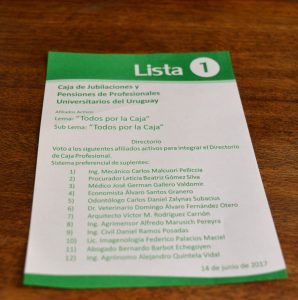 Lista 1
Caja de Jubilaciones y
Pensiones de Profesionales
Universitarios del Uruguay
Afiliados Activos
Lema: "Todos por la Caja"
Sub Lema: "Todos por la Caja"
Directorio
Voto a los siguientes afiliados activos para integrar el Directorio
de Caja Profesional.
Sistema preferencial de suplentes:
1) Ing. Mecánico Carlos Malcuori Pelliccia
2) Procurador Leticia Beatriz Gómez Silva
3) Médico José German Gallero Valdomir
4) Economista Álvaro Santos Granero
5) Odontólogo Carlos Daniel Zalynas Subacius
6) Dr. Veterinario Domingo Álvaro Fernández Otero
7) Arquitecto Víctor M. Rodríguez Carrión
8) Ing. Agrimensor Alfredo Marusich Pereyra
9) Ing. Civil Daniel Ramos Posadas
10) Lic. Imagenología Federico Palacius Maciel
11) Abogado Bernardo Barbot Echegoyen
12) Ing. Agrónomo Alejandro Quintela Vidal
14 de junio de 2017